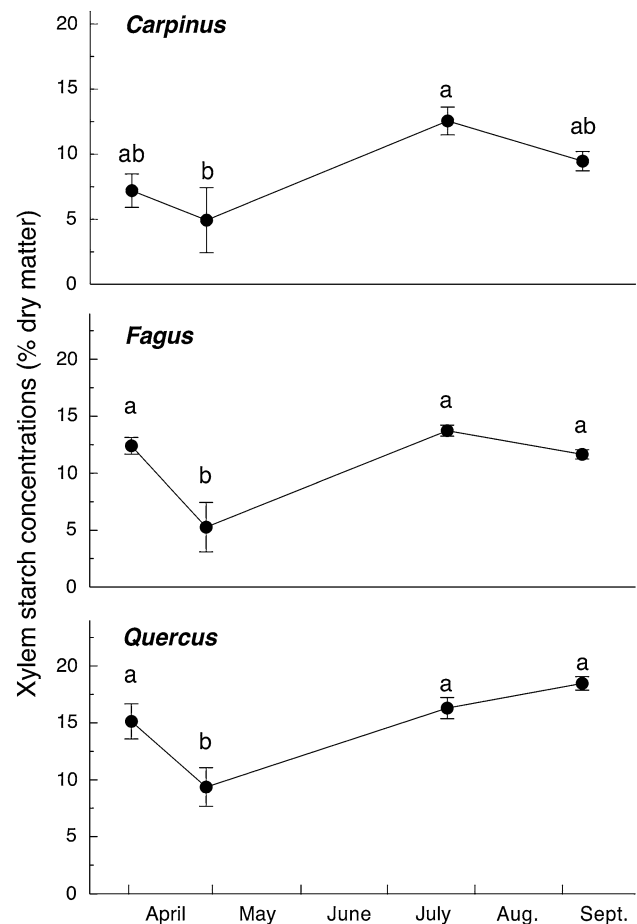 Xylem starch concentrations (% dry matter)
Carpinus
20
15
10
5
0
ab
b
a
ab
Fagus
20
15
10
5
0
a
b
a
a
Quercus
20
15
10
5
0
a
b
a
a
April May June July Aug. Sept.